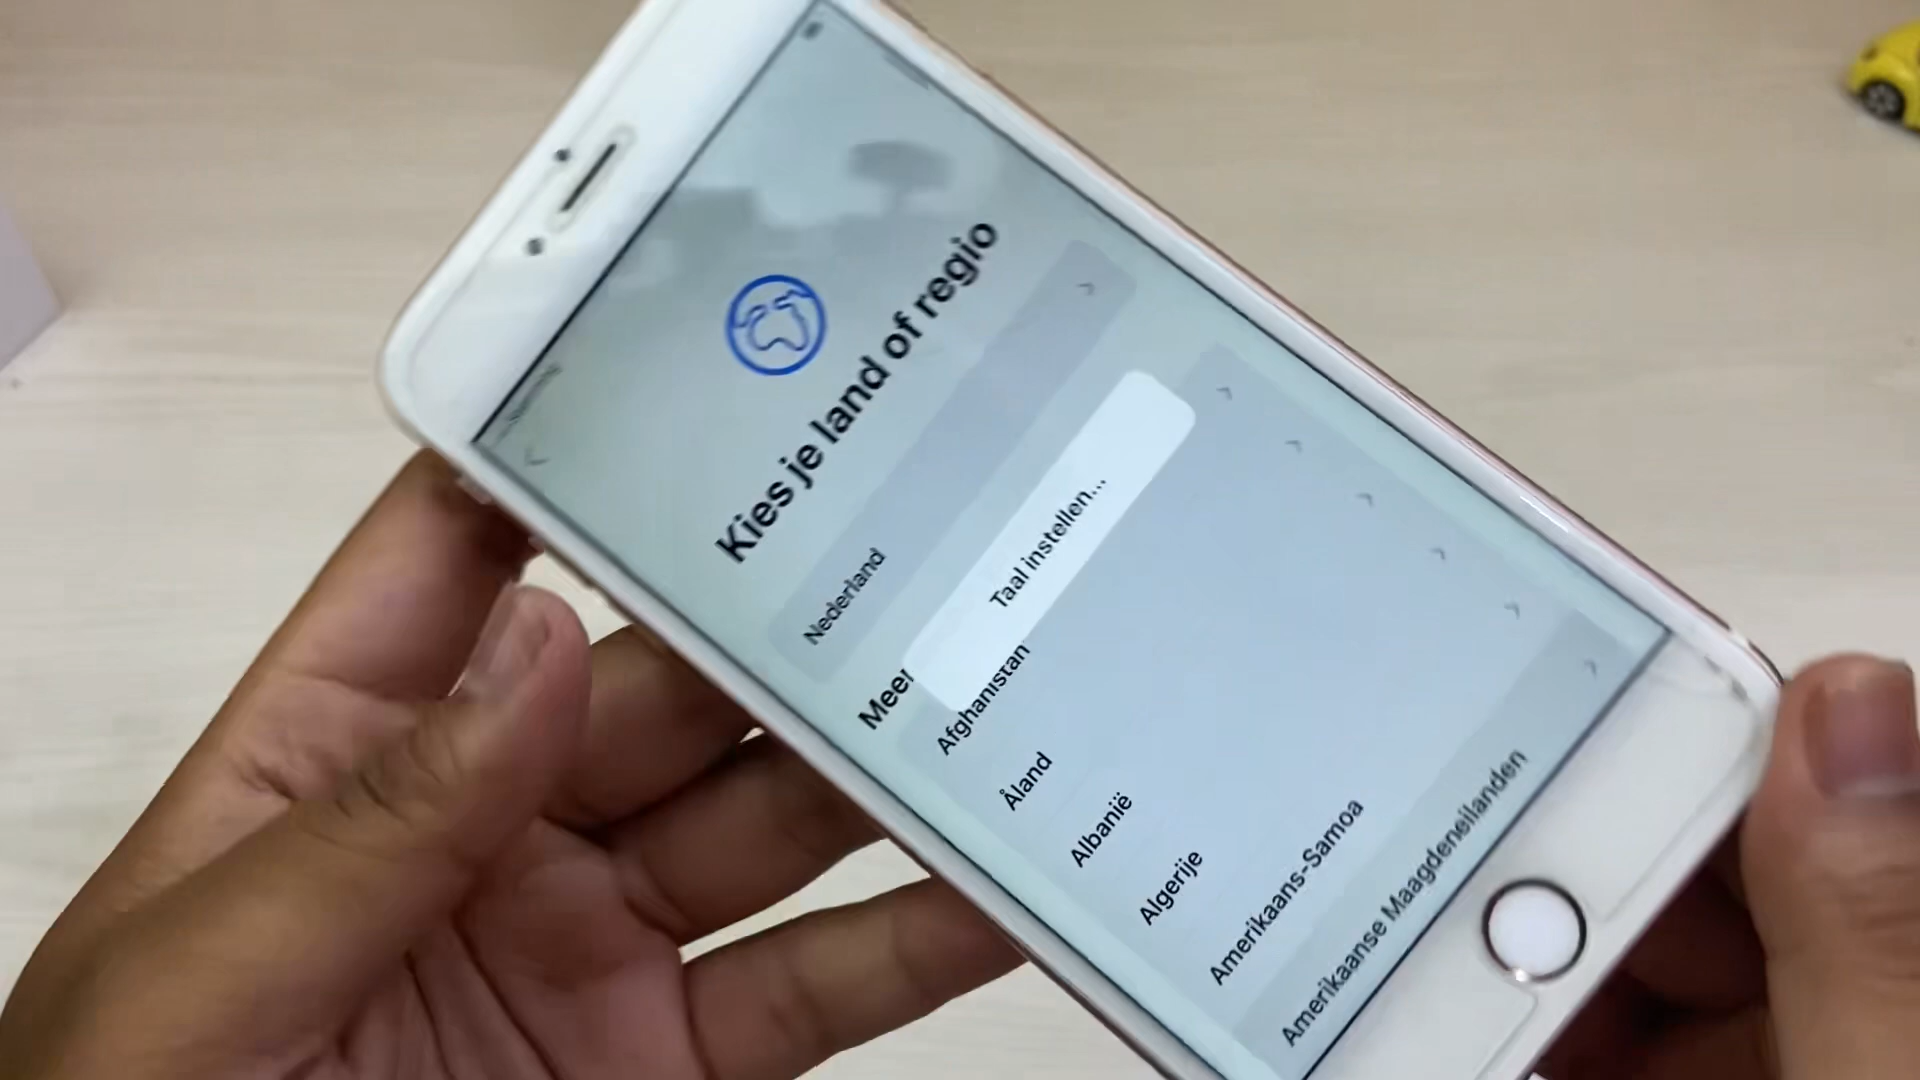 Kies je land of regio
Nederland
Taal instellen...
Meer
Afghanistan
Åland
Albanië
Algerije
Amerikaans-Samoa
Amerikaanse Maagdeneilanden